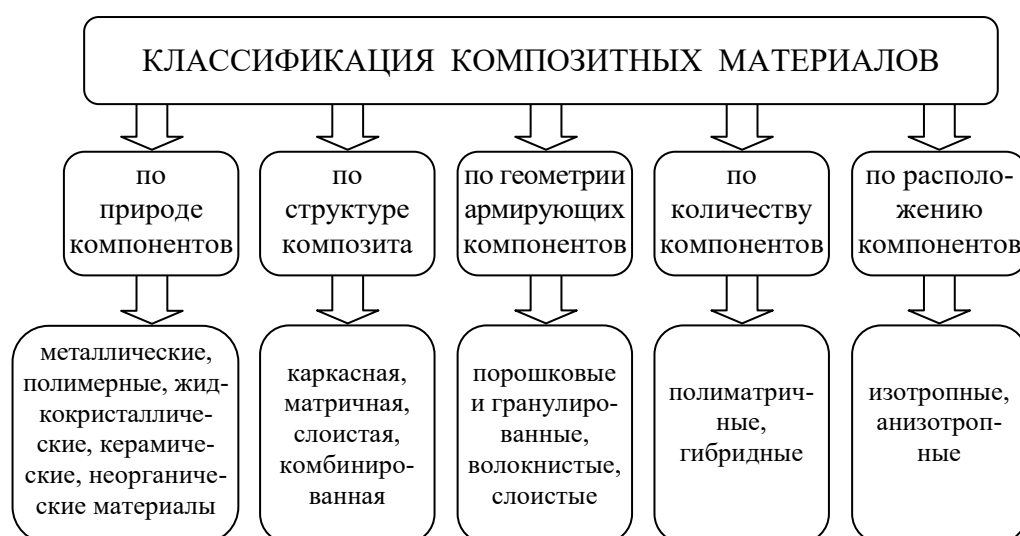 КЛАССИФИКАЦИЯ КОМПОЗИТНЫХ МАТЕРИАЛОВ
по
природе
компонентов
по
структуре
композита
по геометрии
армирующих
компонентов
по
количеству
компонентов
по располо-
жению
компонентов
металлические,
полимерные, жид-
кокристалличе-
ские, керамиче-
ские, неорганиче-
ские материалы
каркасная,
матричная,
слоистая,
комбиниро-
ванная
порошковые
и гранулиро-
ванные,
волокнистые,
слоистые
полиматрич-
ные,
гибридные
изотропные,
анизотроп-
ные